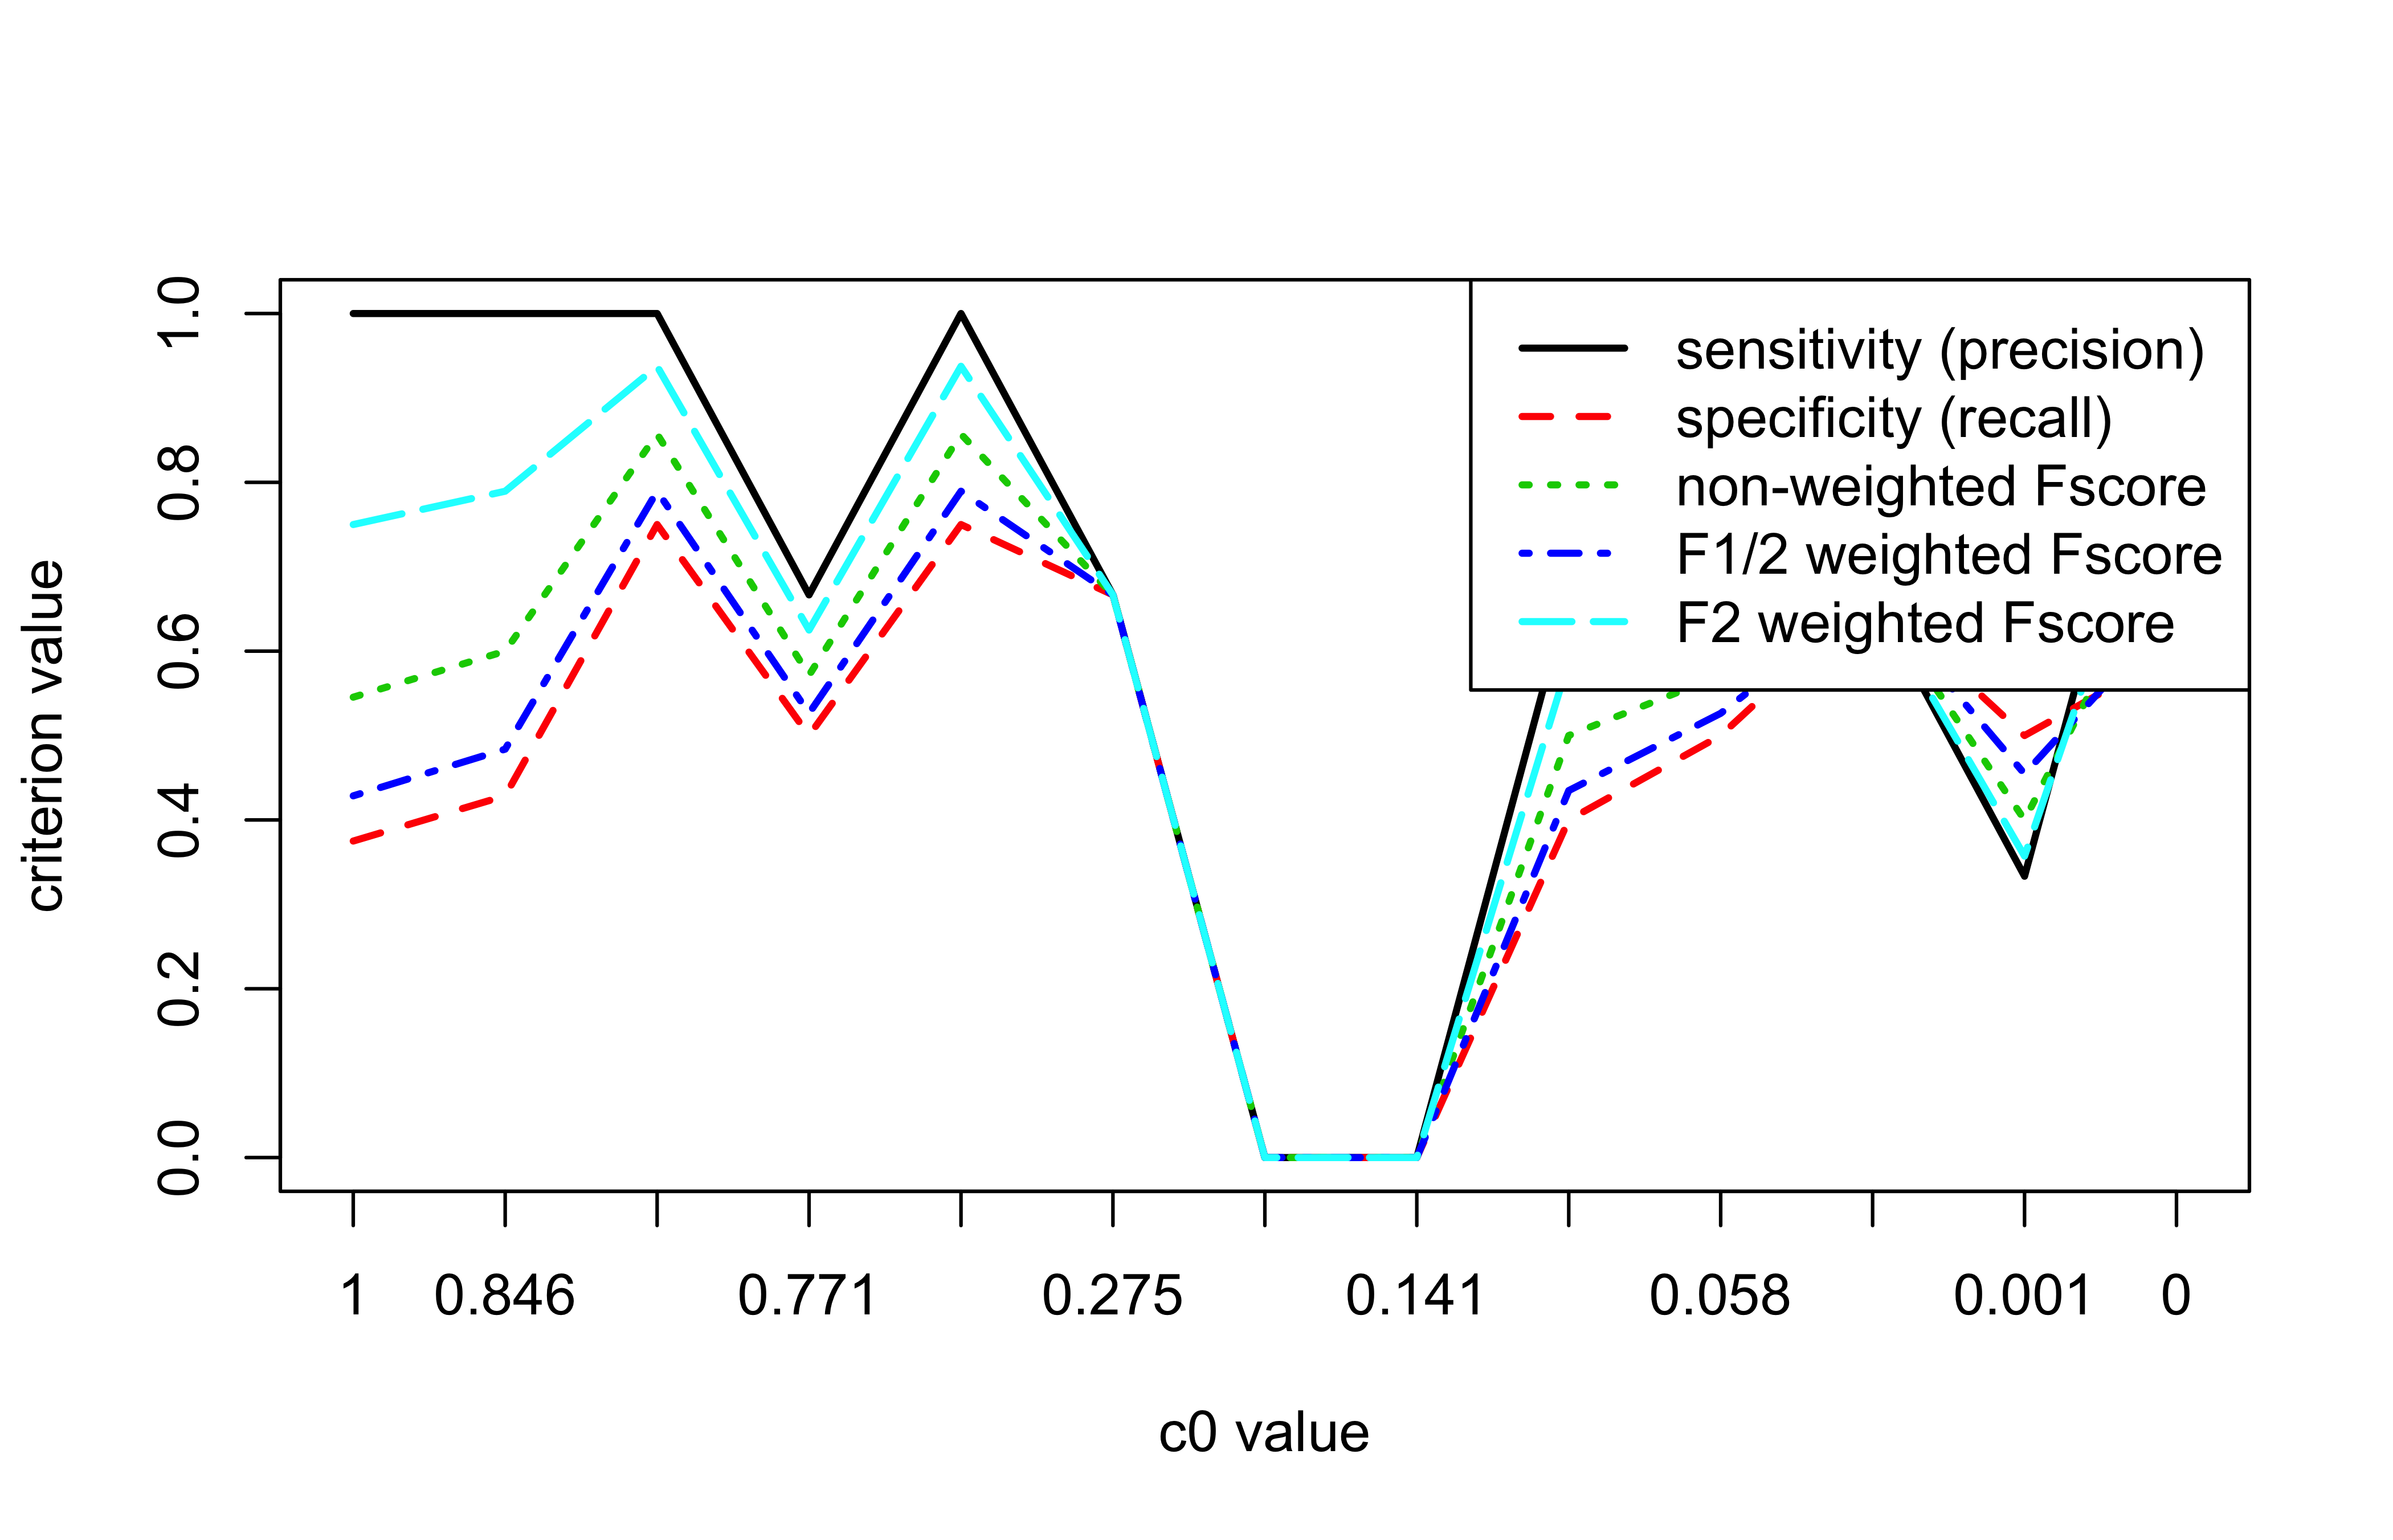 criterion value
1.0
0.8
0.6
0.4
0.2
0.0
sensitivity (precision)
specificity (recall)
non-weighted Fscore
F1/2 weighted Fscore
F2 weighted Fscore
1 0.846 0.771 0.275 0.141 0.058 0.001 0
c0 value